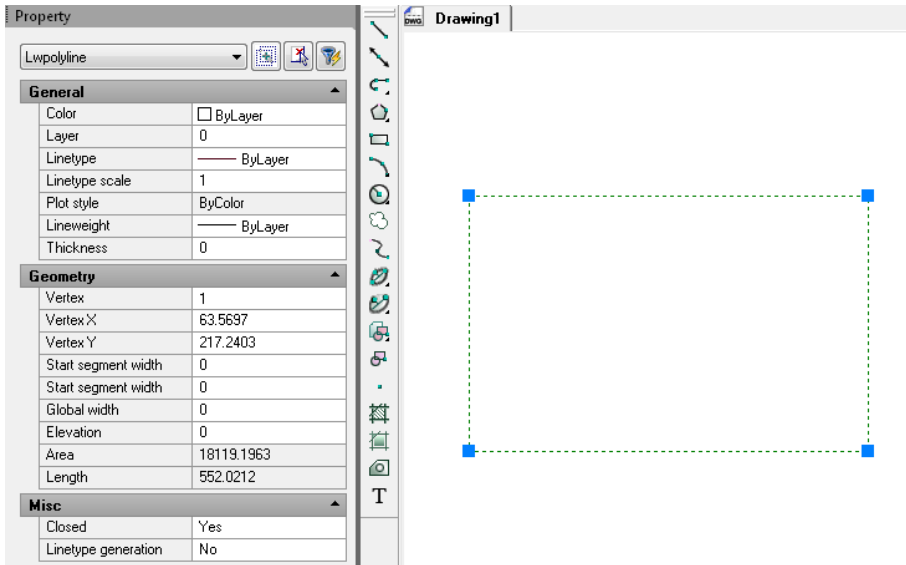 Property
DWG Drawing1
Lwpolyline
General
Color ByLayer
Layer 0
Linetype ByLayer
Linetype scale 1
Plot style ByColor
Lineweight ByLayer
Thickness 0
Geometry
Vertex 1
Vertex X 63.5697
Vertex Y 217.2403
Start segment width 0
Start segment width 0
Global width 0
Elevation 0
Area 18119.1963
Length 552.0212
Misc
Closed Yes
Linetype generation No
T